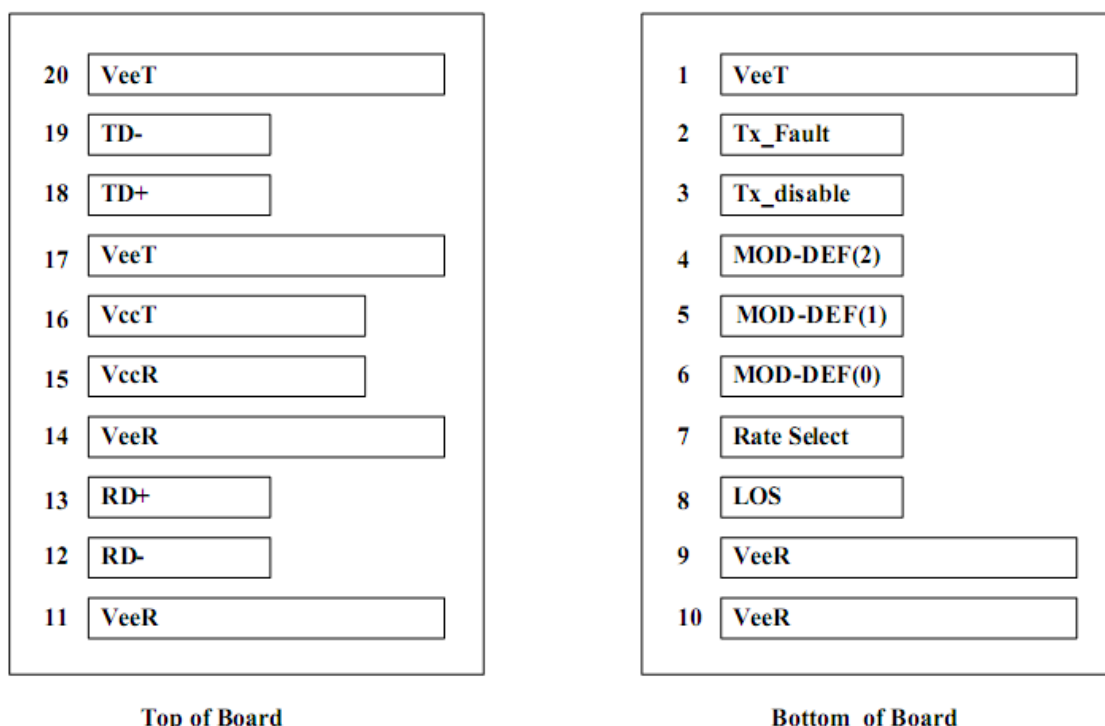 20 VeeT
19 TD-
18 TD+
17 VeeT
16 VccT
15 VccR
14 VeeR
13 RD+
12 RD-
11 VeeR
Top of Board
1 VeeT
2 Tx_Fault
3 Tx_disable
4 MOD-DEF(2)
5 MOD-DEF(1)
6 MOD-DEF(0)
7 Rate Select
8 LOS
9 VeeR
10 VeeR
Bottom of Board